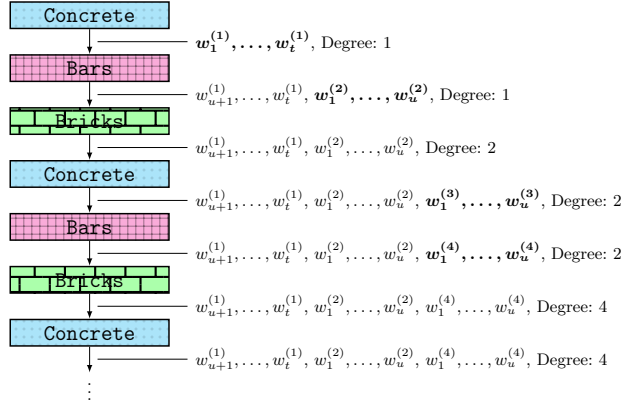 Concrete
w_1^{(1)}, …, w_t^{(1)}, Degree: 1
Bars
w_{u+1}^{(1)}, …, w_t^{(1)}, w_1^{(2)}, …, w_u^{(2)}, Degree: 1
Bricks
w_{u+1}^{(1)}, …, w_t^{(1)}, w_1^{(2)}, …, w_u^{(2)}, Degree: 2
Concrete
w_{u+1}^{(1)}, …, w_t^{(1)}, w_1^{(2)}, …, w_u^{(2)}, w_1^{(3)}, …, w_u^{(3)}, Degree: 2
Bars
w_{u+1}^{(1)}, …, w_t^{(1)}, w_1^{(2)}, …, w_u^{(2)}, w_1^{(4)}, …, w_u^{(4)}, Degree: 2
Bricks
w_{u+1}^{(1)}, …, w_t^{(1)}, w_1^{(2)}, …, w_u^{(2)}, w_1^{(4)}, …, w_u^{(4)}, Degree: 4
Concrete
w_{u+1}^{(1)}, …, w_t^{(1)}, w_1^{(2)}, …, w_u^{(2)}, w_1^{(4)}, …, w_u^{(4)}, Degree: 4
⋮